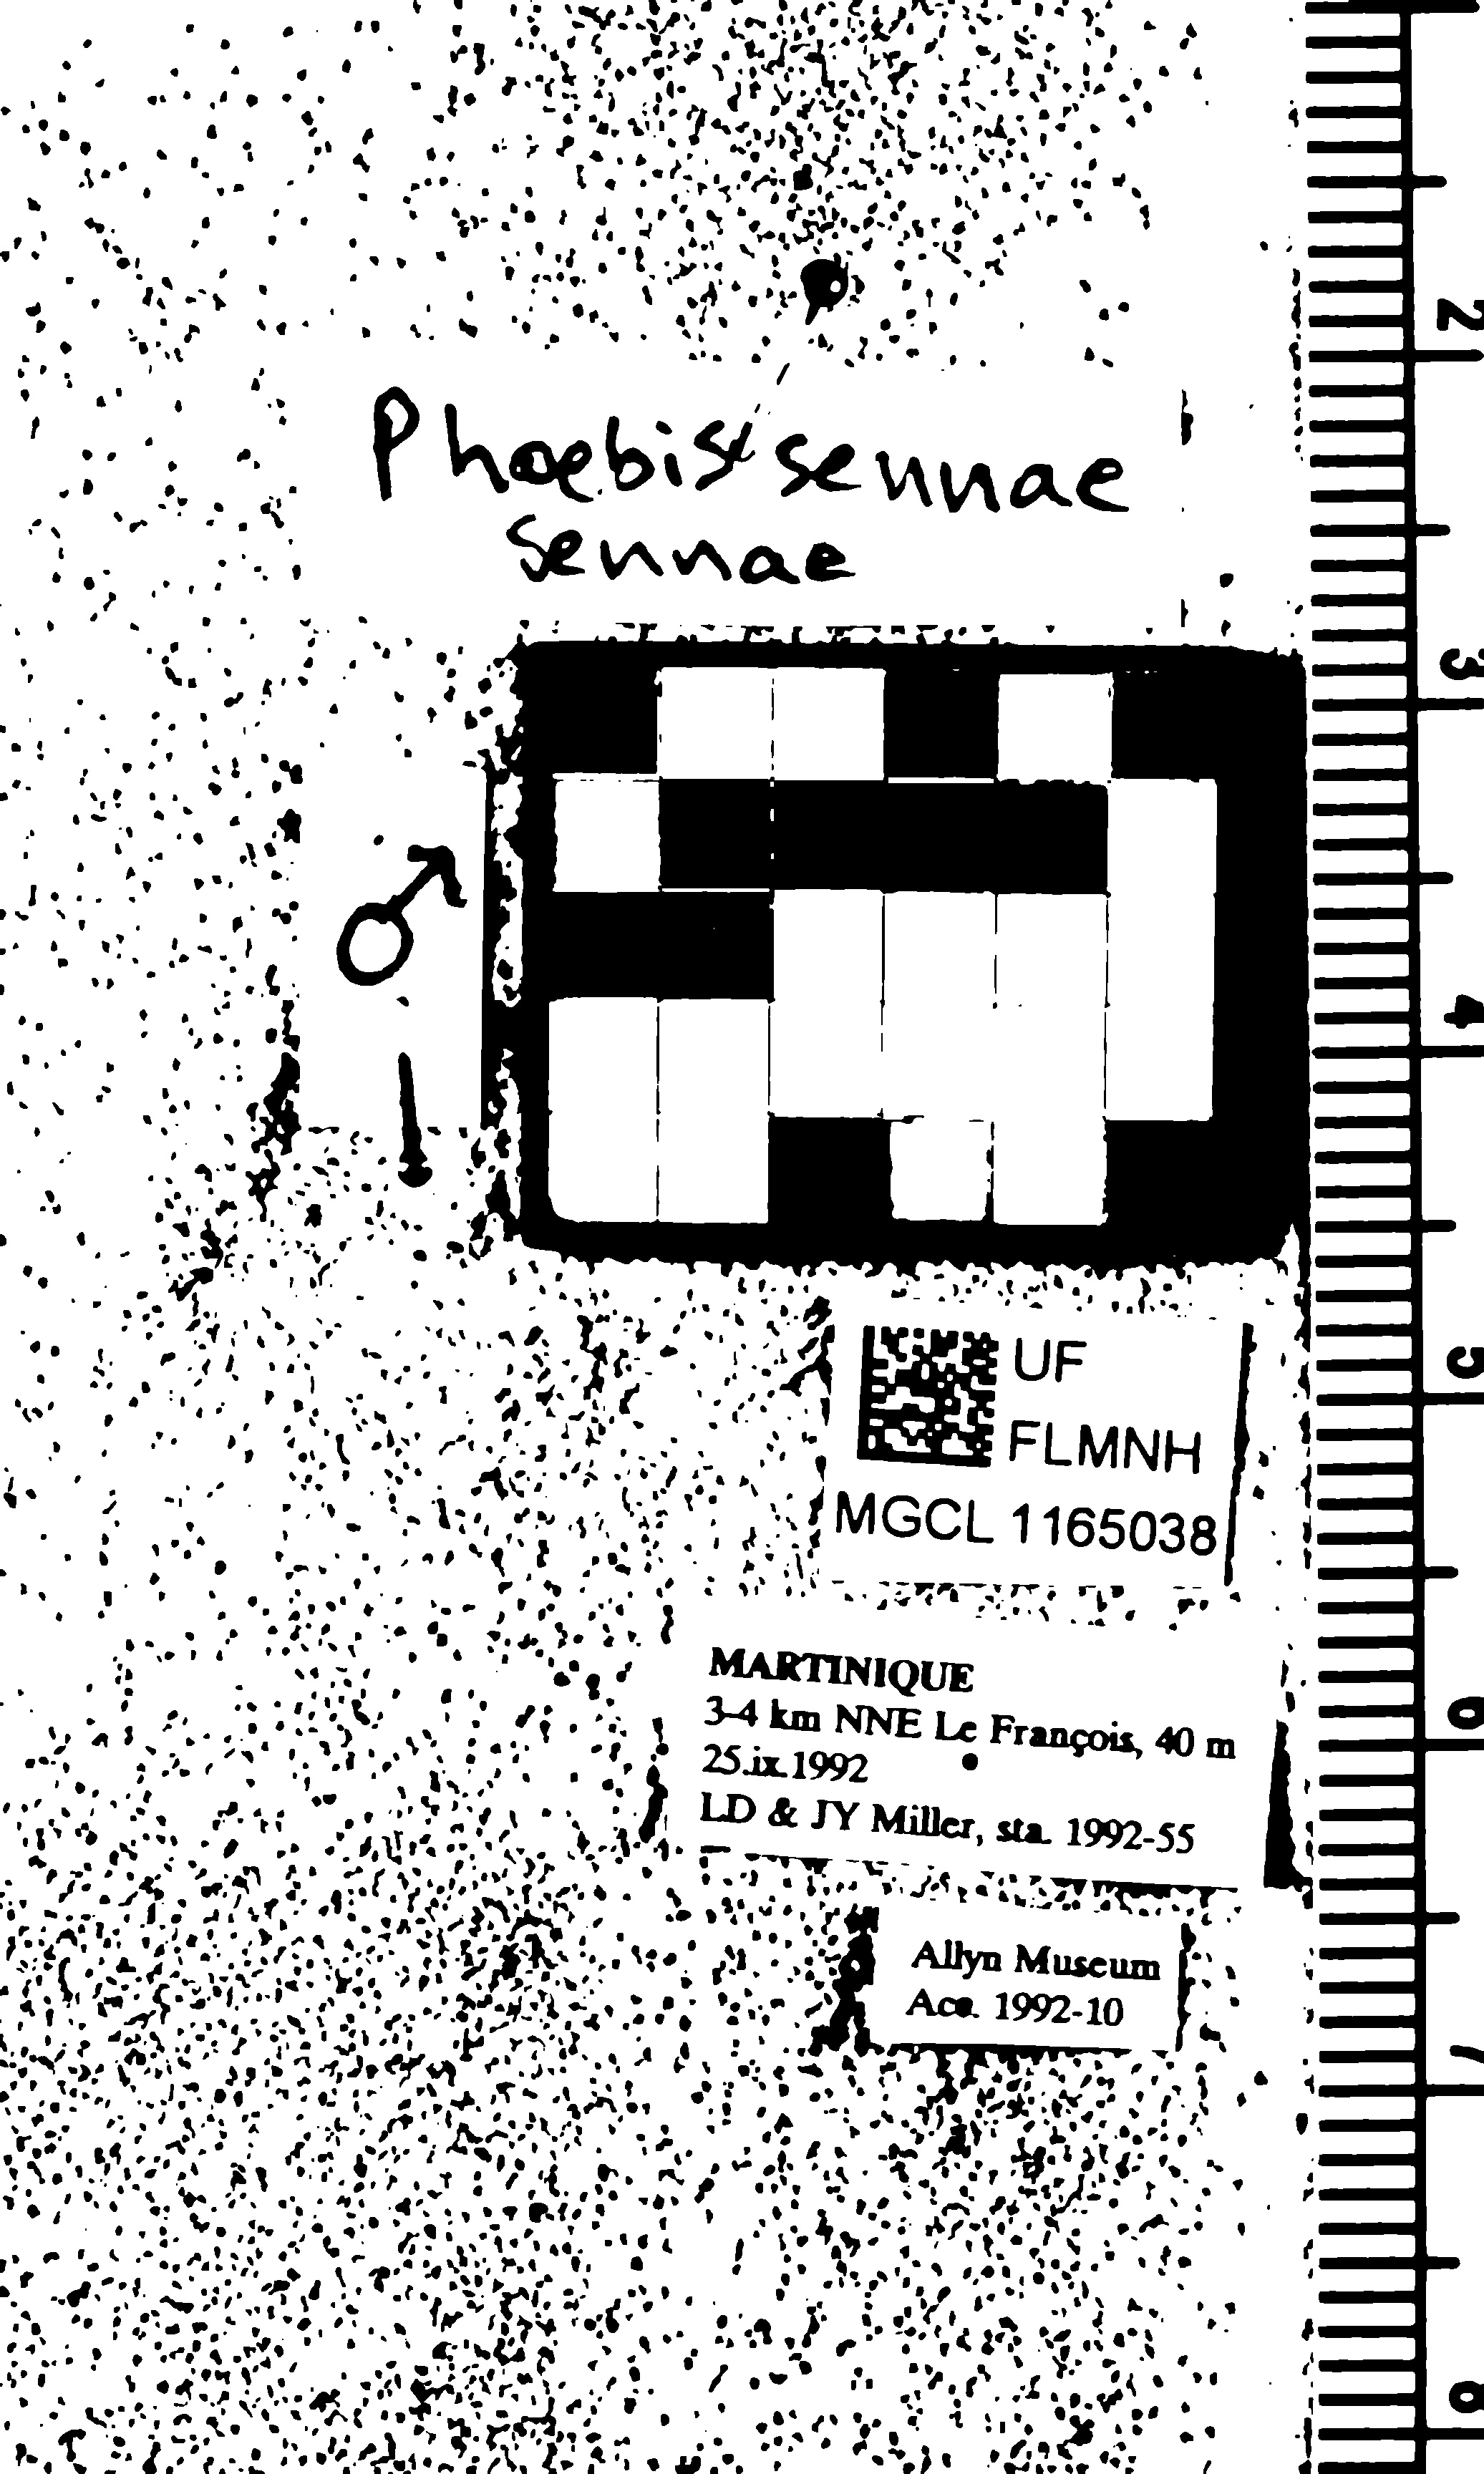 Phoebis sennae
sennae
♂
UF
FLMNH
MGCL 1165038
MARTINIQUE
3-4 km NNE Le François, 40 m
25.ix.1992
LD & JY Miller, sta. 1992-55
Allyn Museum
Acc. 1992-10
2
3
4
5
6
7
8